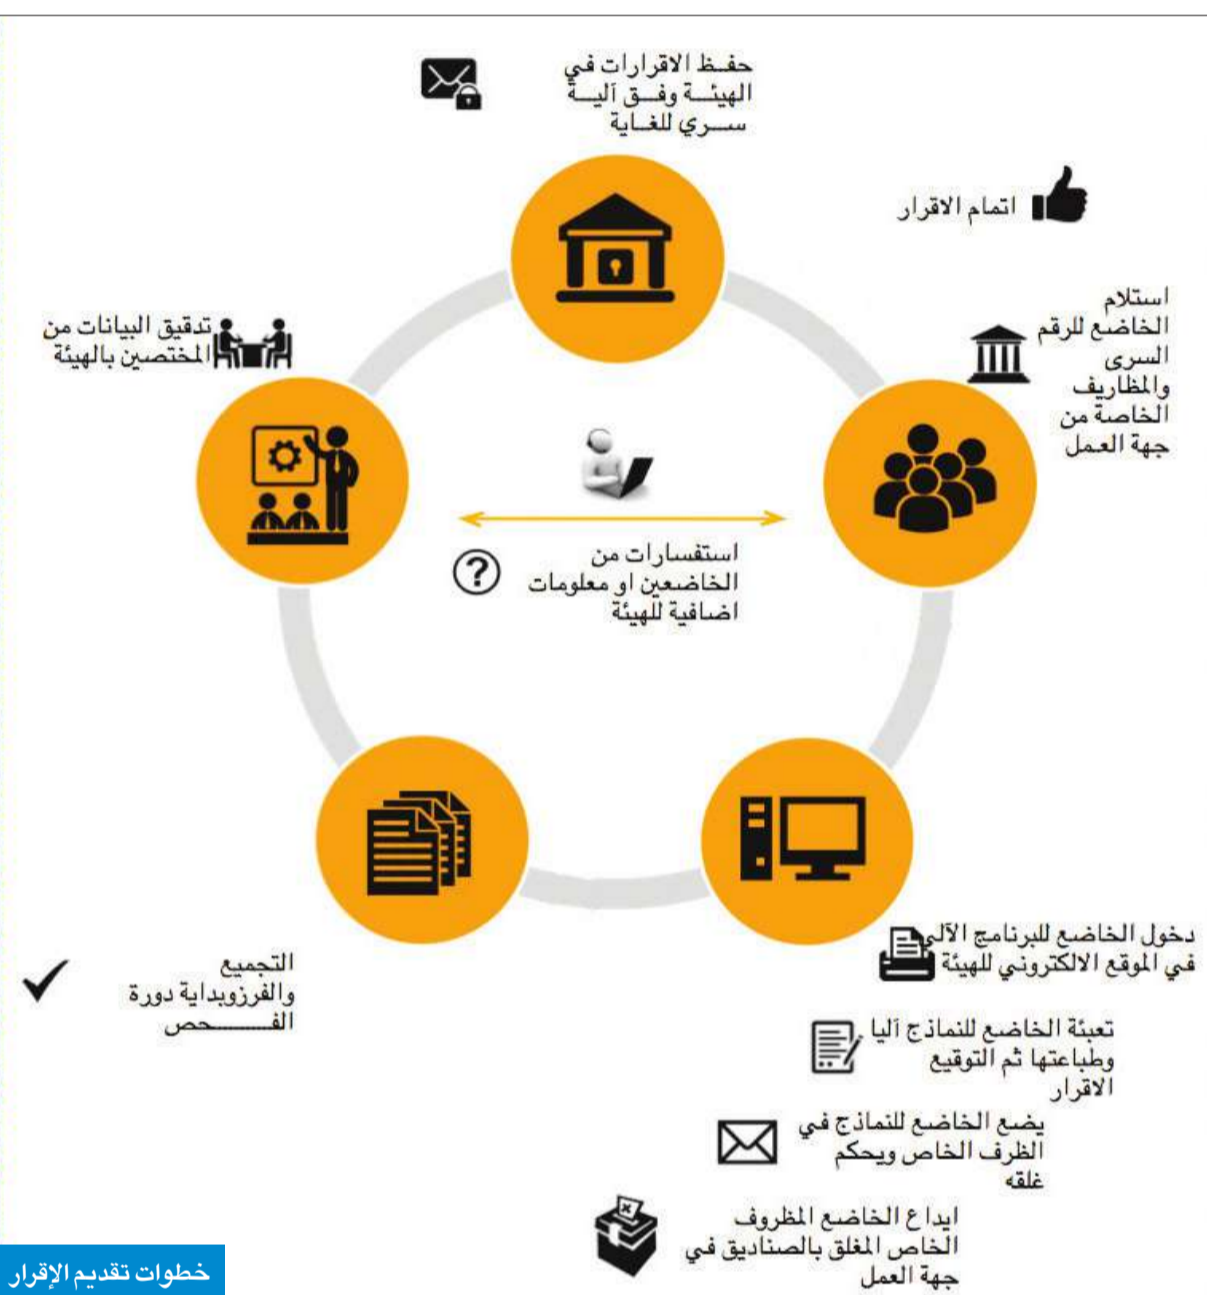 حفظ الاقرارات في
الهيئة وفق آلية
سري للغاية
اتمام الاقرار
استلام
الخاضع للرقم
السرى
والمظاريف
الخاصة من
جهة العمل
تدقيق البيانات من
المختصين بالهيئة
استفسارات من
الخاضعين او معلومات
اضافية للهيئة
دخول الخاضع للبرنامج الآلي
في الموقع الالكتروني للهيئة
تعبئة الخاضع للنماذج آليا
وطباعتها ثم التوقيع
الاقرار
يضع الخاضع للنماذج في
الظرف الخاص ويحكم
غلقه
ايداع الخاضع المظروف
الخاص المغلق بالصناديق في
جهة العمل
التجميع
والفرزوبداية دورة
الفحص
خطوات تقديم الإقرار